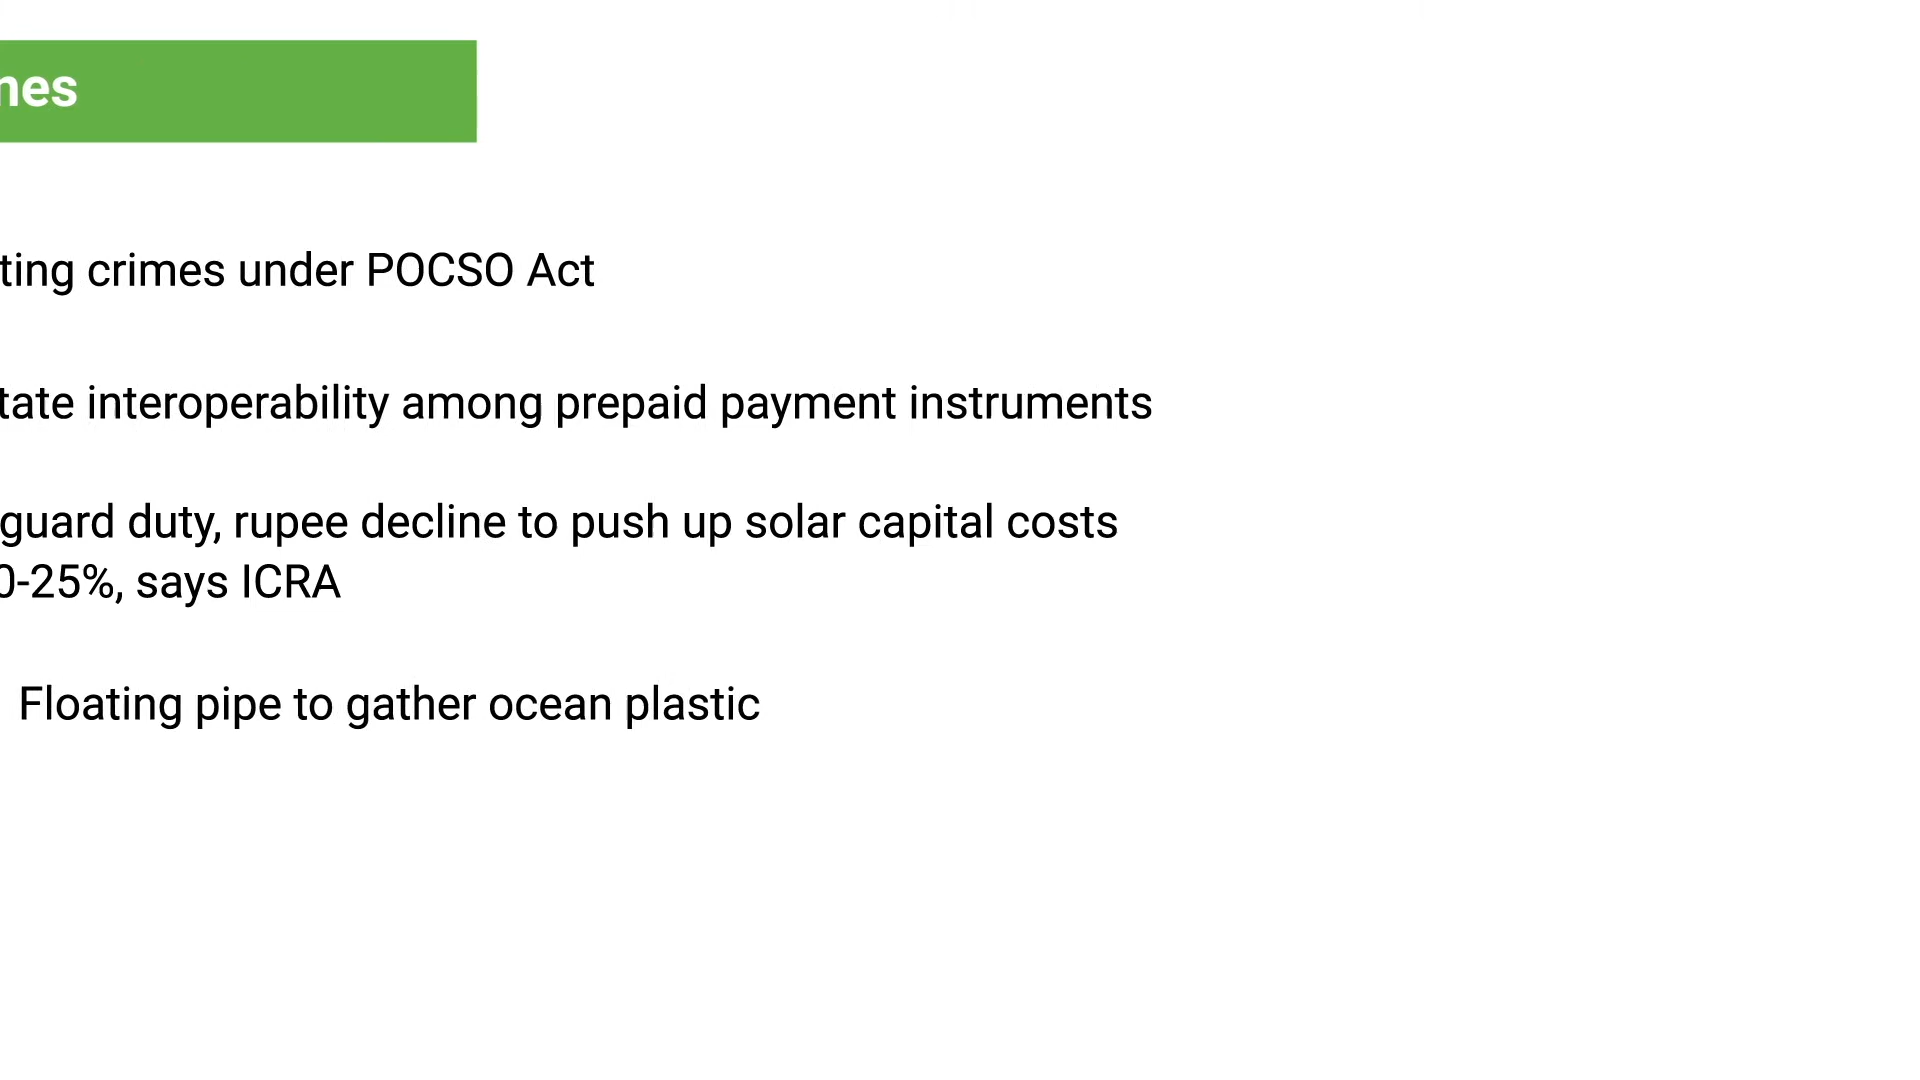 nes
ting crimes under POCSO Act
tate interoperability among prepaid payment instruments
guard duty, rupee decline to push up solar capital costs
0-25%, says ICRA
Floating pipe to gather ocean plastic